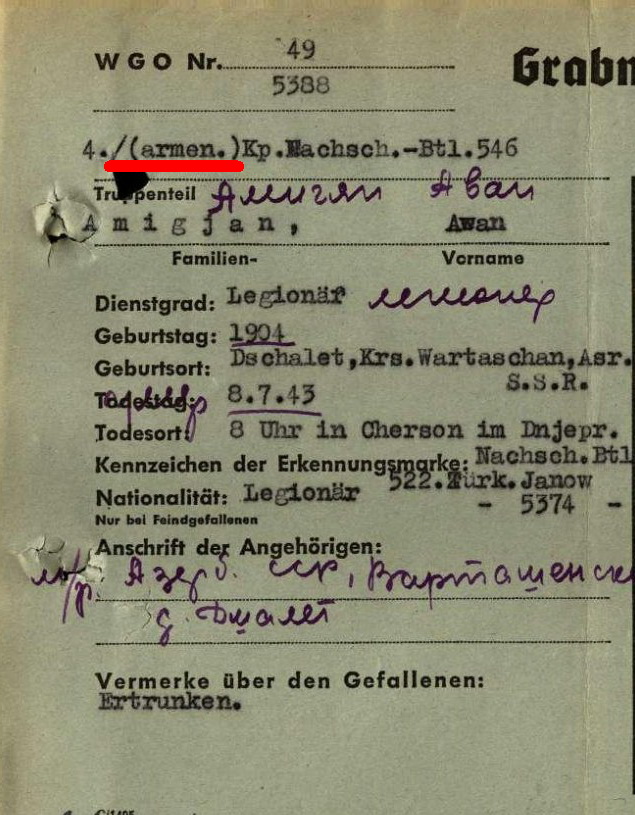 WGO Nr. 49
5388
Grabn
4./(armen.)Kp.Nachsch.-Btl.546
Truppenteil Амигян Аван
Amigjan, Awan
Familien- Vorname
Dienstgrad: Legionär легионер
Geburtstag: 1904
Geburtsort: Dschalet,Krs.Wartaschan,Asr.
S.S.R.
Todestag: 8.7.43
Todesort: 8 Uhr in Cherson im Dnjepr.
Kennzeichen der Erkennungsmarke: Nachsch.Btl
522.Türk.Janow
Nationalität: Legionär - 5374 -
Nur bei Feindgefallenen
Anschrift der Angehörigen:
м/р. Азерб. ССР, Варташенск
д. Джалет
Vermerke über den Gefallenen:
Ertrunken.